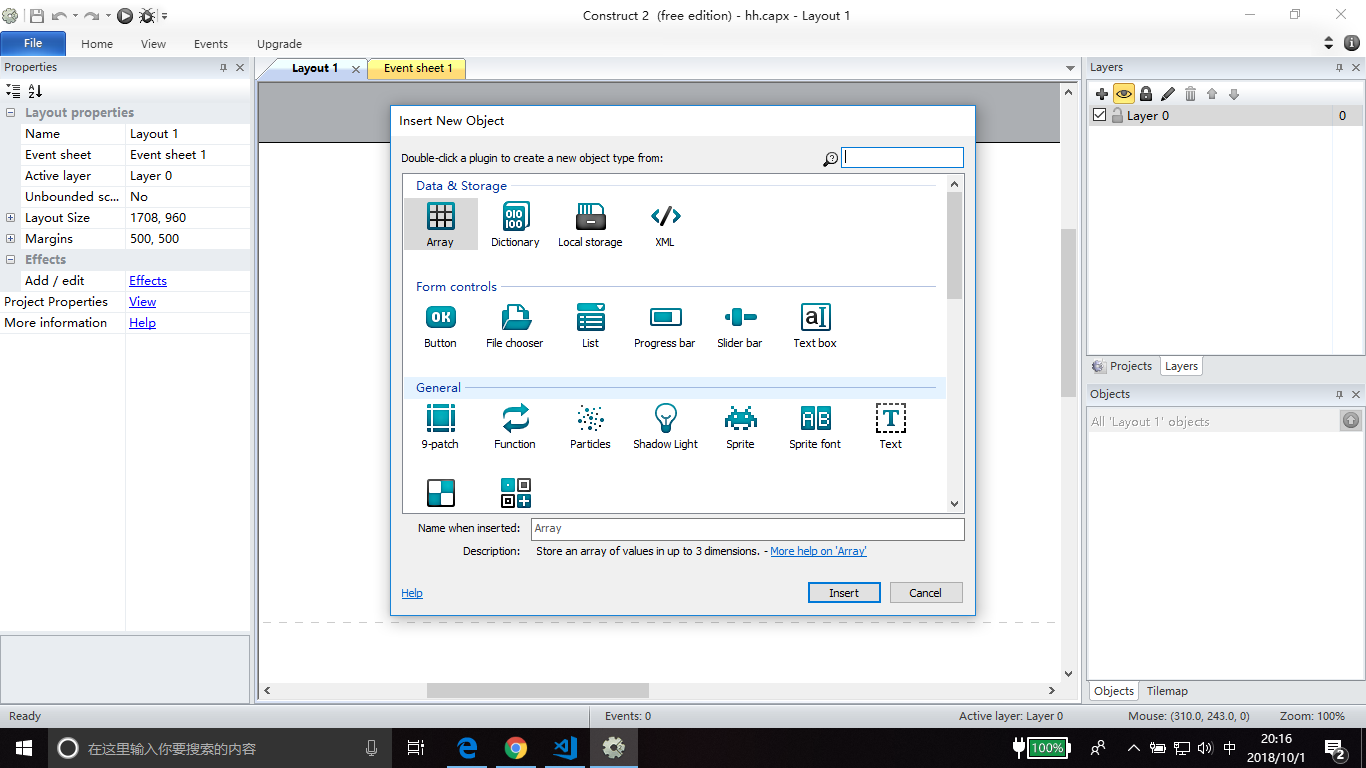 Construct 2  (free edition) - hh.capx - Layout 1
File Home View Events Upgrade
Properties
Layout properties
Name Layout 1
Event sheet Event sheet 1
Active layer Layer 0
Unbounded sc... No
Layout Size 1708, 960
Margins 500, 500
Effects
Add / edit Effects
Project Properties View
More information Help
Layout 1 Event sheet 1
Insert New Object
Double-click a plugin to create a new object type from:
Data & Storage
Array Dictionary Local storage XML
Form controls
Button File chooser List Progress bar Slider bar Text box
General
9-patch Function Particles Shadow Light Sprite Sprite font Text
Name when inserted: Array
Description: Store an array of values in up to 3 dimensions. - More help on 'Array'
Help Insert Cancel
Layers
Layer 0 0
Projects Layers
Objects
All 'Layout 1' objects
Objects Tilemap
Ready Events: 0 Active layer: Layer 0 Mouse: (310.0, 243.0, 0) Zoom: 100%
在这里输入你要搜索的内容 100% 中 20:16
2018/10/1 2